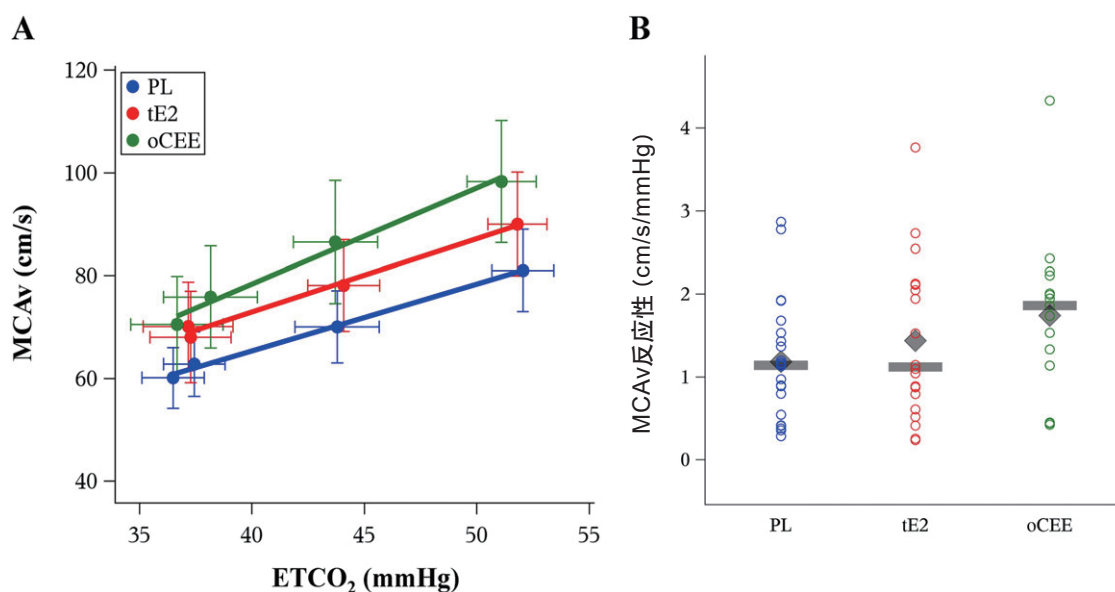 A
120
100
80
60
40
MCAv (cm/s)
PL
tE2
oCEE
35
40
45
50
55
ETCO₂ (mmHg)
B
4
3
2
1
0
MCAv反应性 (cm/s/mmHg)
PL
tE2
oCEE